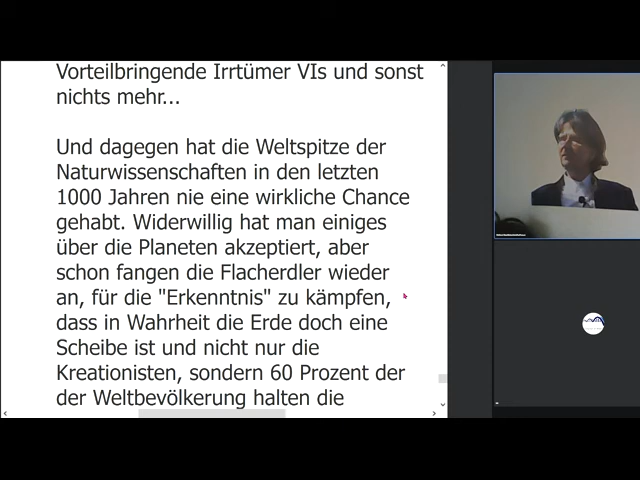 Vorteilbringende Irrtümer VIs und sonst
nichts mehr...
Und dagegen hat die Weltspitze der
Naturwissenschaften in den letzten
1000 Jahren nie eine wirkliche Chance
gehabt. Widerwillig hat man einiges
über die Planeten akzeptiert, aber
schon fangen die Flacherdler wieder
an, für die "Erkenntnis" zu kämpfen,
dass in Wahrheit die Erde doch eine
Scheibe ist und nicht nur die
Kreationisten, sondern 60 Prozent der
der Weltbevölkerung halten die